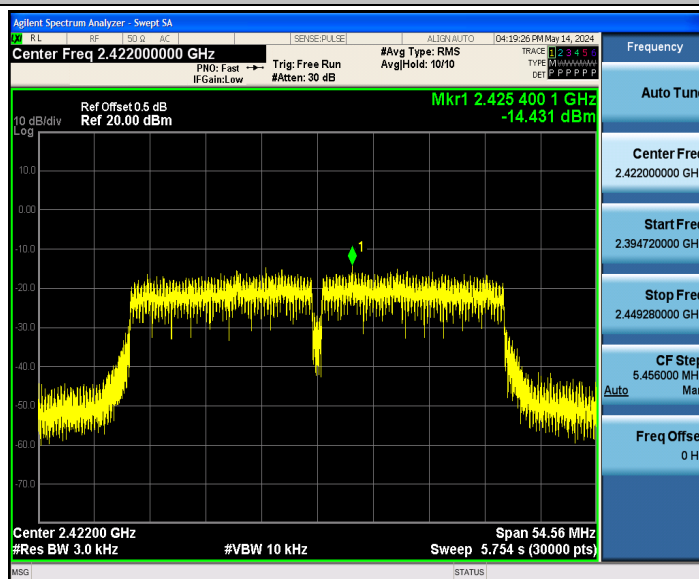 Agilent Spectrum Analyzer - Swept SA
LXI RL RF 50 Ω AC SENSE:PULSE ALIGN AUTO 04:19:26 PM May 14, 2024
Center Freq 2.422000000 GHz
PNO: Fast
IFGain:Low
Trig: Free Run
#Atten: 30 dB
#Avg Type: RMS
Avg|Hold: 10/10
TRACE 1 2 3 4 5 6
TYPE M
DET P P P P P P
Ref Offset 0.5 dB
10 dB/div Ref 20.00 dBm
Log
Mkr1 2.425 400 1 GHz
-14.431 dBm
10.0
0.00
-10.0
1
-20.0
-30.0
-40.0
-50.0
-60.0
-70.0
Center 2.42200 GHz
Span 54.56 MHz
#Res BW 3.0 kHz
#VBW 10 kHz
Sweep 5.754 s (30000 pts)
MSG
STATUS
Frequency
Auto Tun
Center Fre
2.422000000 GH
Start Fre
2.394720000 GH
Stop Fre
2.449280000 GH
CF Step
5.456000 MH
Auto Ma
Freq Offse
0 H